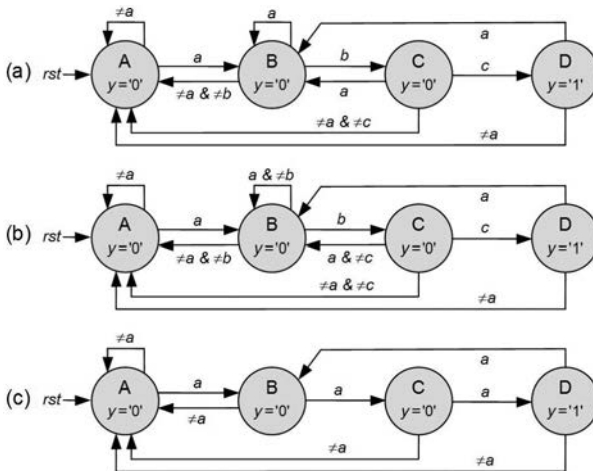 ≠a a a
A a B b C c D
(a) rst y='0' ≠a & ≠b y='0' a y='0' y='1'
≠a & ≠c
≠a
≠a a & ≠b a
A a B b C c D
(b) rst y='0' ≠a & ≠b y='0' a & ≠c y='0' y='1'
≠a & ≠c
≠a
≠a a
A a B a C a D
(c) rst y='0' ≠a y='0' y='0' y='1'
≠a
≠a